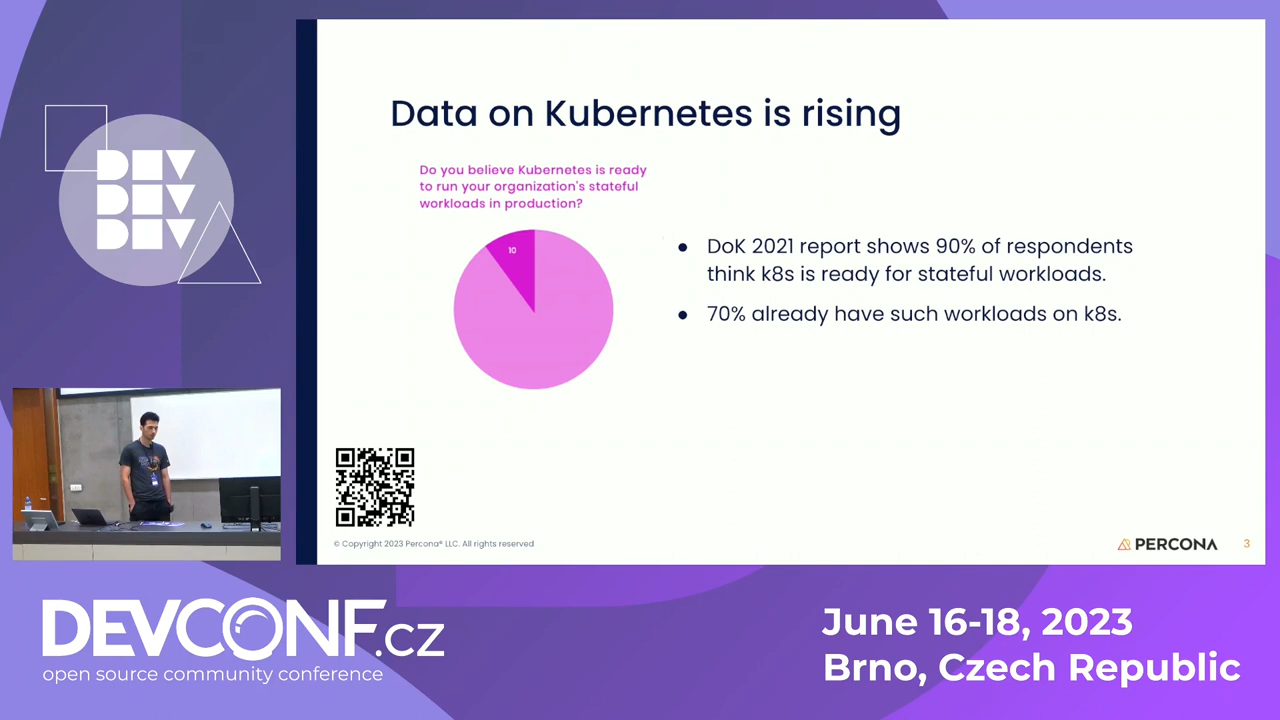 DEV
DEV
DEV
Data on Kubernetes is rising
Do you believe Kubernetes is ready
to run your organization's stateful
workloads in production?
10
● DoK 2021 report shows 90% of respondents
think k8s is ready for stateful workloads.
● 70% already have such workloads on k8s.
© Copyright 2023 Percona® LLC. All rights reserved
PERCONA
3
DEVCONF.cz
open source community conference
June 16-18, 2023
Brno, Czech Republic